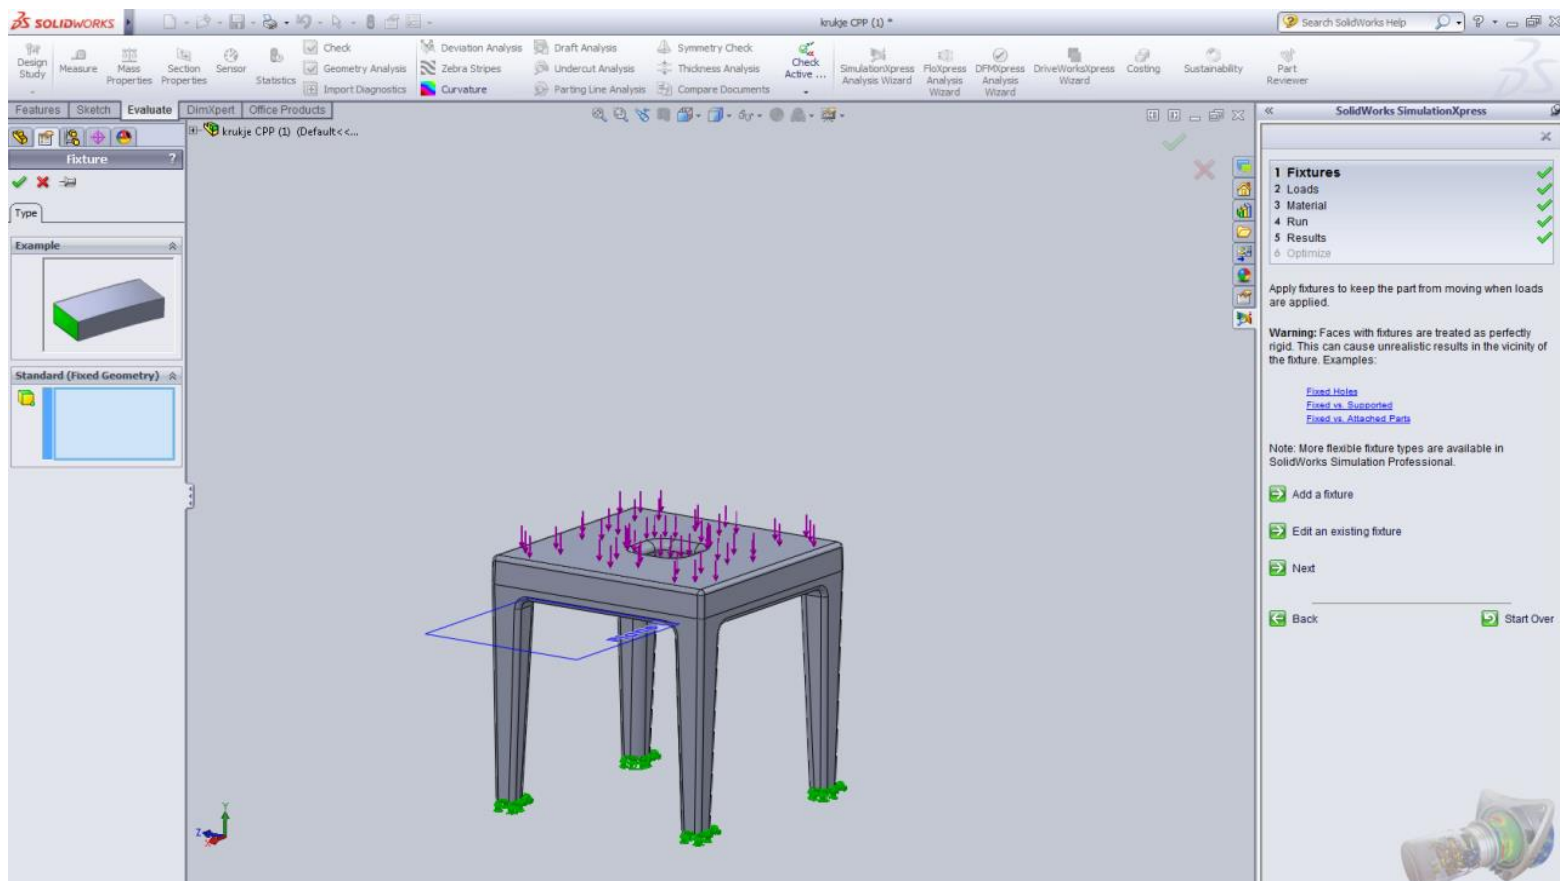 SOLIDWORKS
krukje CPP (1) *
Search SolidWorks Help
Design Study
Measure
Mass Properties
Section Properties
Sensor
Statistics
Check
Geometry Analysis
Import Diagnostics
Deviation Analysis
Zebra Stripes
Curvature
Draft Analysis
Undercut Analysis
Parting Line Analysis
Symmetry Check
Thickness Analysis
Compare Documents
Check Active ...
SimulationXpress Analysis Wizard
FloXpress Analysis Wizard
DFMXpress Analysis Wizard
DriveWorksXpress Wizard
Costing
Sustainability
Part Reviewer
Features
Sketch
Evaluate
DimXpert
Office Products
krukje CPP (1) (Default<<...
Fixture
?
Type
Example
Standard (Fixed Geometry)
Y
Z
SolidWorks SimulationXpress
1 Fixtures
2 Loads
3 Material
4 Run
5 Results
6 Optimize
Apply fixtures to keep the part from moving when loads
are applied.
Warning: Faces with fixtures are treated as perfectly
rigid. This can cause unrealistic results in the vicinity of
the fixture. Examples:
Fixed Holes
Fixed vs. Supported
Fixed vs. Attached Parts
Note: More flexible fixture types are available in
SolidWorks Simulation Professional.
Add a fixture
Edit an existing fixture
Next
Back
Start Over